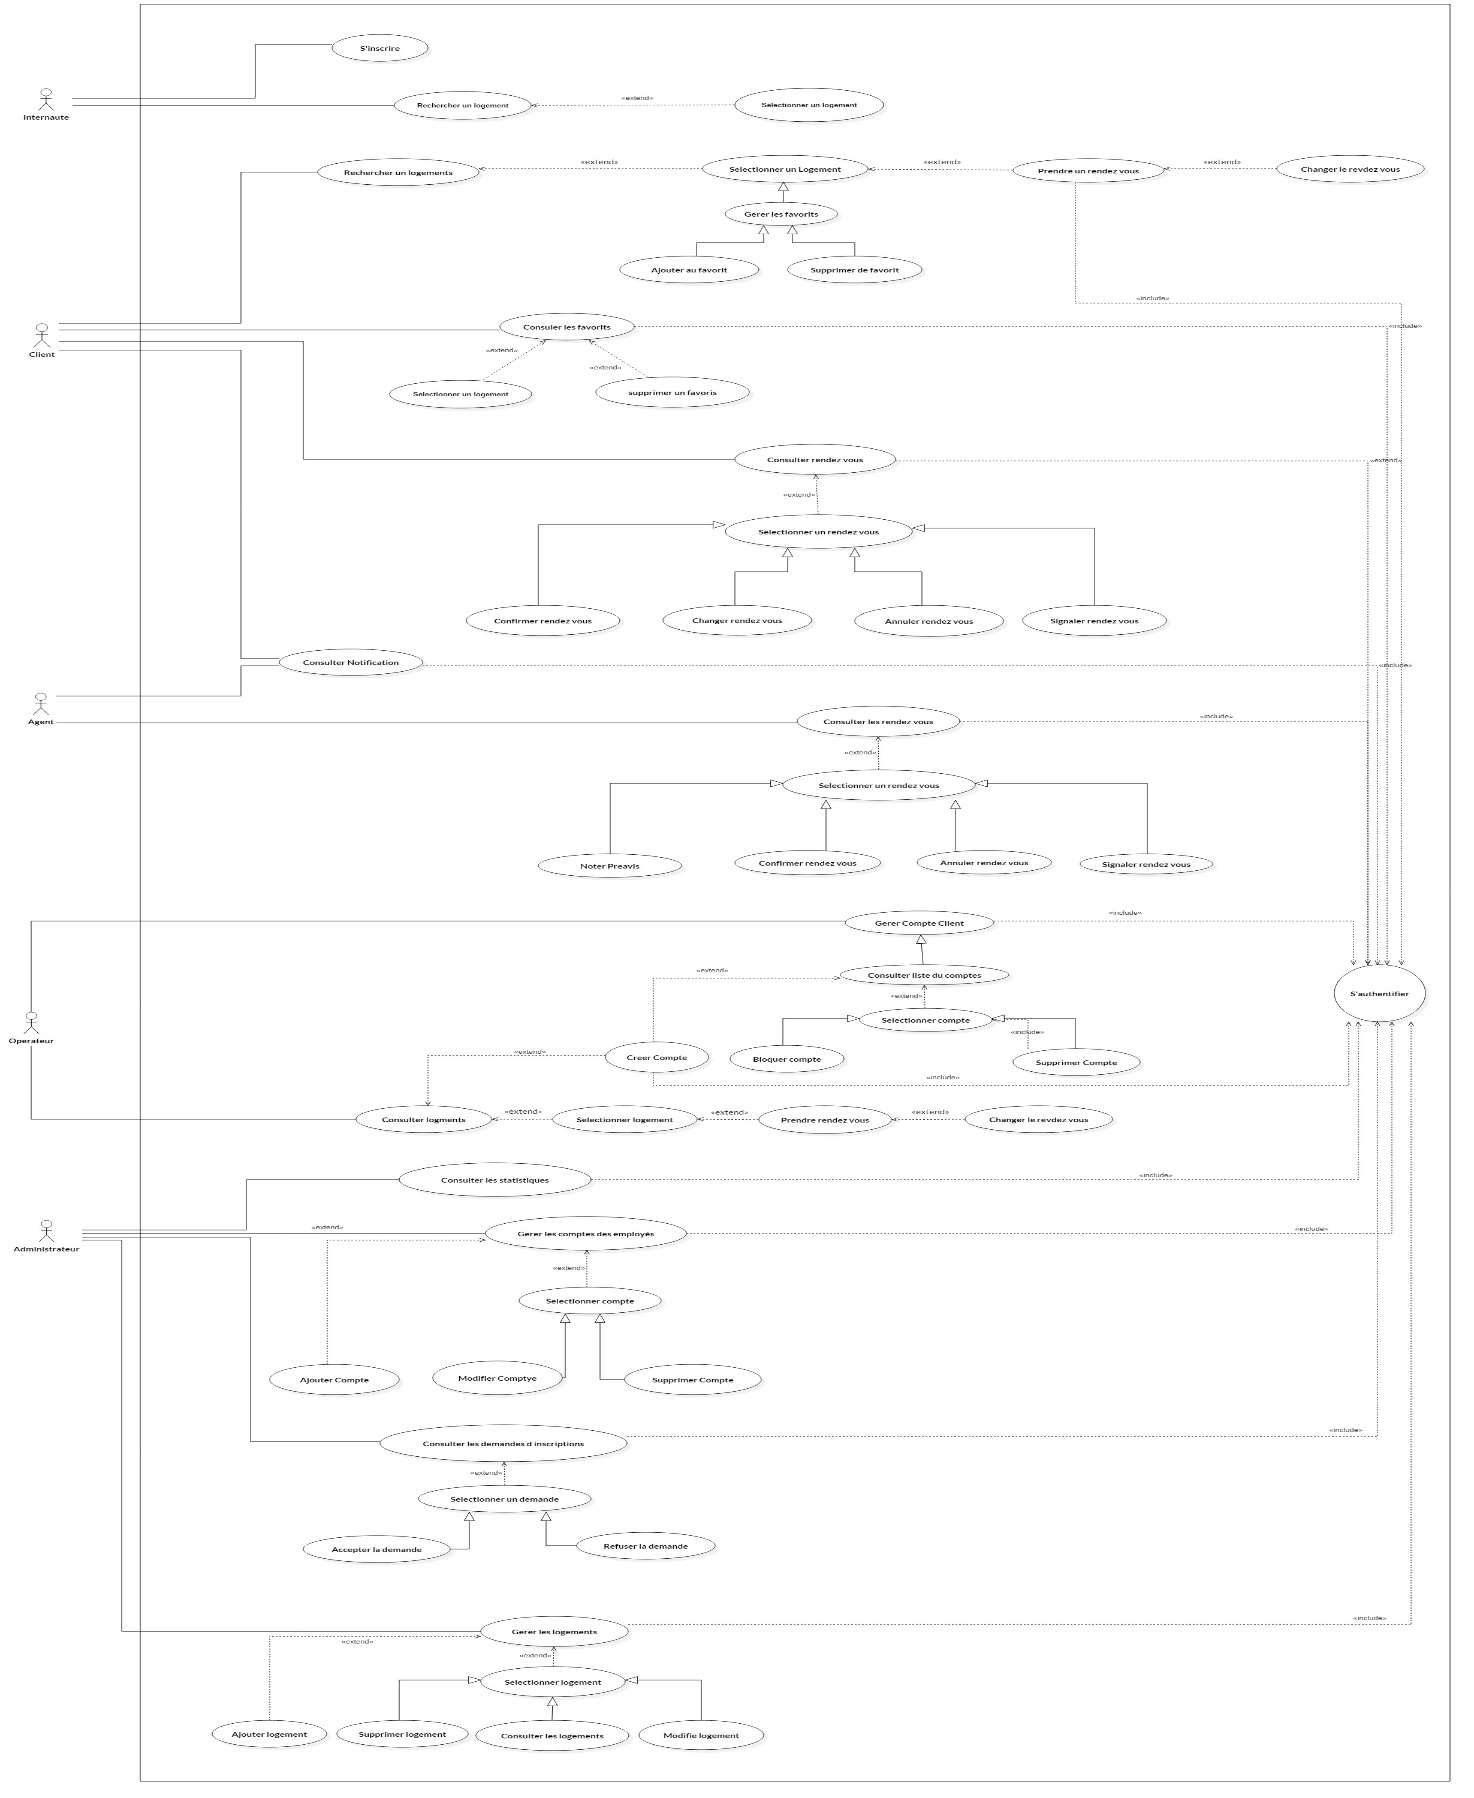 S'inscrire
Internaute
Rechercher un logement
«extend»
Selectionner un logement
Rechercher un logements
«extend»
Selectionner un Logement
«extend»
Prendre un rendez vous
«extend»
Changer le revdez vous
Gerer les favorits
Ajouter au favorit
Supprimer de favorit
«include»
Client
Consuler les favorits
«include»
«extend»
«extend»
Selectionner un logement
supprimer un favoris
Consulter rendez vous
«extend»
«extend»
Selectionner un rendez vous
Confirmer rendez vous
Changer rendez vous
Annuler rendez vous
Signaler rendez vous
Consulter Notification
«include»
Agent
Consulter les rendez vous
«include»
«extend»
Selectionner un rendez vous
Noter Preavis
Confirmer rendez vous
Annuler rendez vous
Signaler rendez vous
Gerer Compte Client
«include»
«extend»
Consulter liste du comptes
S'authentifier
«extend»
Selectionner compte
Operateur
«include»
«extend»
Creer Compte
Bloquer compte
Supprimer Compte
«include»
Consulter logments
«extend»
Selectionner logement
«extend»
Prendre rendez vous
«extend»
Changer le revdez vous
Consulter les statistiques
«include»
Administrateur
«extend»
Gerer les comptes des employés
«include»
«extend»
Selectionner compte
Ajouter Compte
Modifier Comptye
Supprimer Compte
Consulter les demandes d inscriptions
«include»
«extend»
Selectionner un demande
Accepter la demande
Refuser la demande
Gerer les logements
«include»
«extend»
«extend»
Selectionner logement
Ajouter logement
Supprimer logement
Consulter les logements
Modifie logement